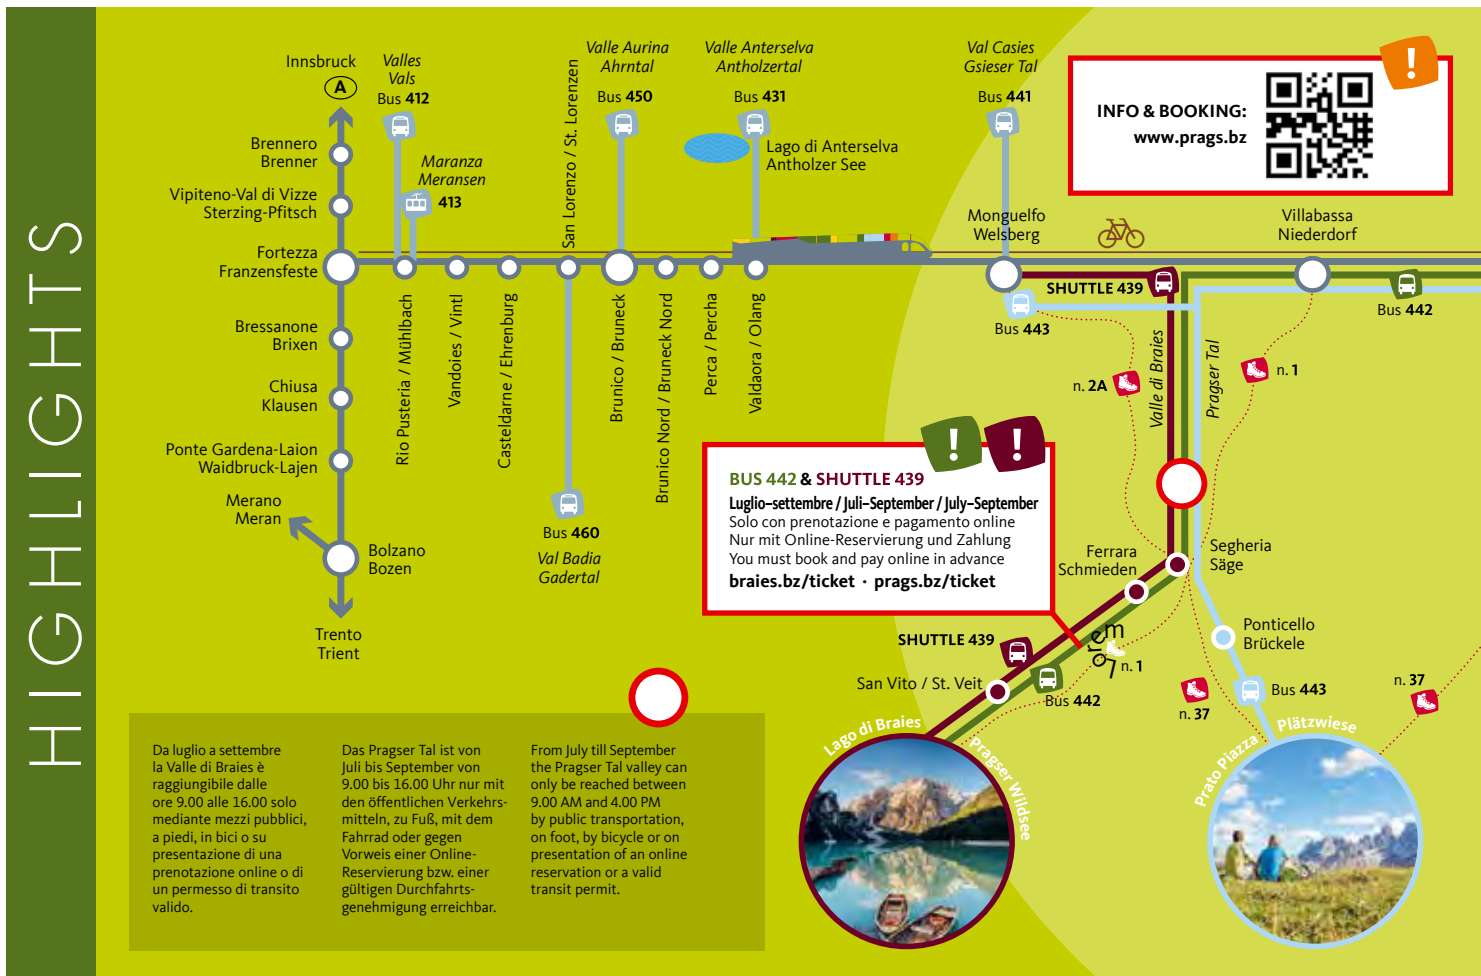 HIGHLIGHTS
Innsbruck
A
Brennero
Brenner
Vipiteno-Val di Vizze
Sterzing-Pfitsch
Fortezza
Franzensfeste
Bressanone
Brixen
Chiusa
Klausen
Ponte Gardena-Laion
Waidbruck-Lajen
Merano
Meran
Bolzano
Bozen
Trento
Trient
Valles
Vals
Bus 412
Maranza
Meransen
413
San Lorenzo / St. Lorenzen
Valle Aurina
Ahrntal
Bus 450
Valle Anterselva
Antholzertal
Bus 431
Lago di Anterselva
Antholzer See
Val Casies
Gsieser Tal
Bus 441
INFO & BOOKING:
www.prags.bz
!
Monguelfo
Welsberg
Villabassa
Niederdorf
Rio Pusteria / Mühlbach
Vandoies / Vintl
Casteldarne / Ehrenburg
Brunico / Bruneck
Brunico Nord / Bruneck Nord
Perca / Percha
Valdaora / Olang
Bus 460
Val Badia
Gadertal
SHUTTLE 439
Bus 443
Bus 442
n. 2A
Valle di Braies
Pragser Tal
n. 1
!
!
BUS 442 & SHUTTLE 439
Luglio–settembre / Juli–September / July–September
Solo con prenotazione e pagamento online
Nur mit Online-Reservierung und Zahlung
You must book and pay online in advance
braies.bz/ticket · prags.bz/ticket
Ferrara
Schmieden
Segheria
Säge
Ponticello
Brückele
SHUTTLE 439
Lorem
n. 1
San Vito / St. Veit
Bus 442
Bus 443
n. 37
n. 37
Lago di Braies
Pragser Wildsee
Prato Piazza
Plätzwiese
Da luglio a settembre
la Valle di Braies è
raggiungibile dalle
ore 9.00 alle 16.00 solo
mediante mezzi pubblici,
a piedi, in bici o su
presentazione di una
prenotazione online o di
un permesso di transito
valido.
Das Pragser Tal ist von
Juli bis September von
9.00 bis 16.00 Uhr nur mit
den öffentlichen Verkehrs-
mitteln, zu Fuß, mit dem
Fahrrad oder gegen
Vorweis einer Online-
Reservierung bzw. einer
gültigen Durchfahrts-
genehmigung erreichbar.
From July till September
the Pragser Tal valley can
only be reached between
9.00 AM and 4.00 PM
by public transportation,
on foot, by bicycle or on
presentation of an online
reservation or a valid
transit permit.